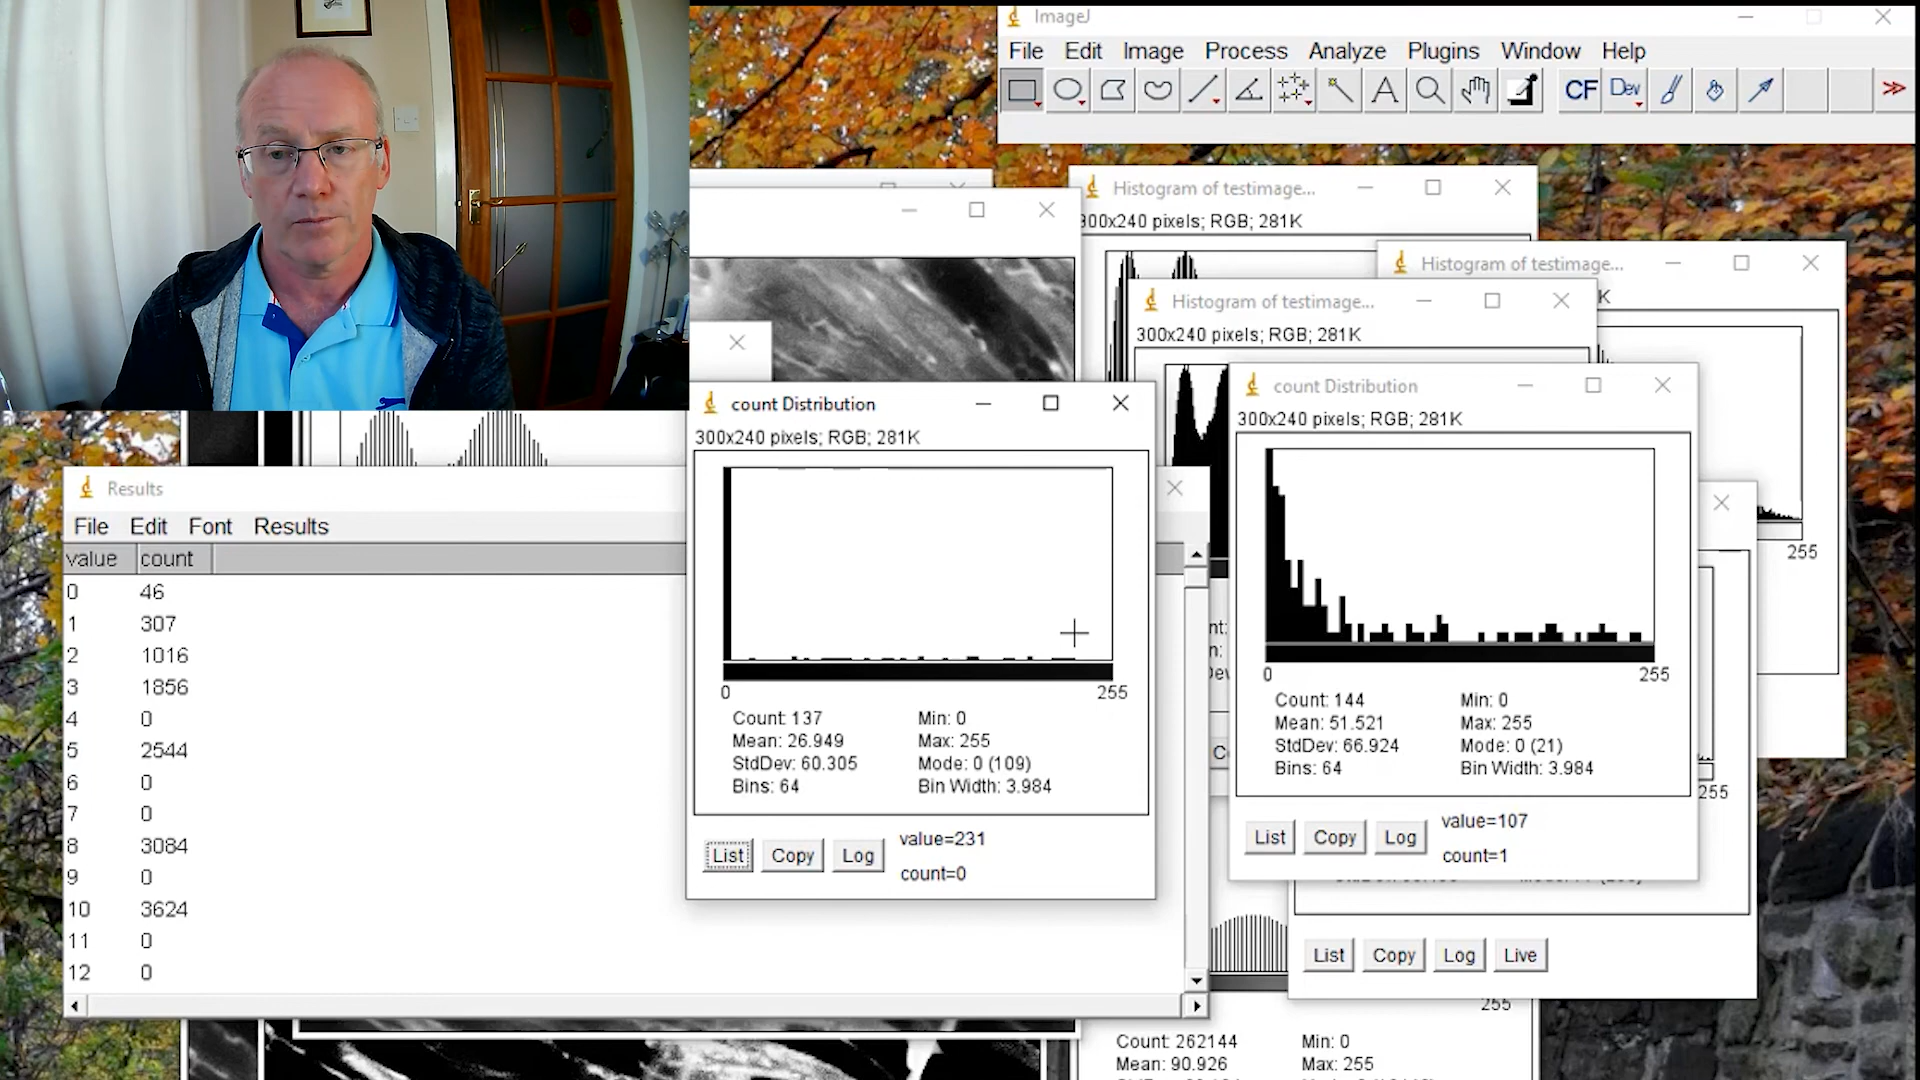 ImageJ
File Edit Image Process Analyze Plugins Window Help
CF Dev
Histogram of testimage...
300x240 pixels; RGB; 281K
Histogram of testimage...
K
255
Histogram of testimage...
300x240 pixels; RGB; 281K
count Distribution
300x240 pixels; RGB; 281K
0 255
Count: 144 Min: 0
Mean: 51.521 Max: 255
StdDev: 66.924 Mode: 0 (21)
Bins: 64 Bin Width: 3.984
List Copy Log value=107
count=1
count Distribution
300x240 pixels; RGB; 281K
0 255
Count: 137 Min: 0
Mean: 26.949 Max: 255
StdDev: 60.305 Mode: 0 (109)
Bins: 64 Bin Width: 3.984
List Copy Log value=231
count=0
Results
File Edit Font Results
value count
0 46
1 307
2 1016
3 1856
4 0
5 2544
6 0
7 0
8 3084
9 0
10 3624
11 0
12 0
255
List Copy Log Live
255
Count: 262144 Min: 0
Mean: 90.926 Max: 255